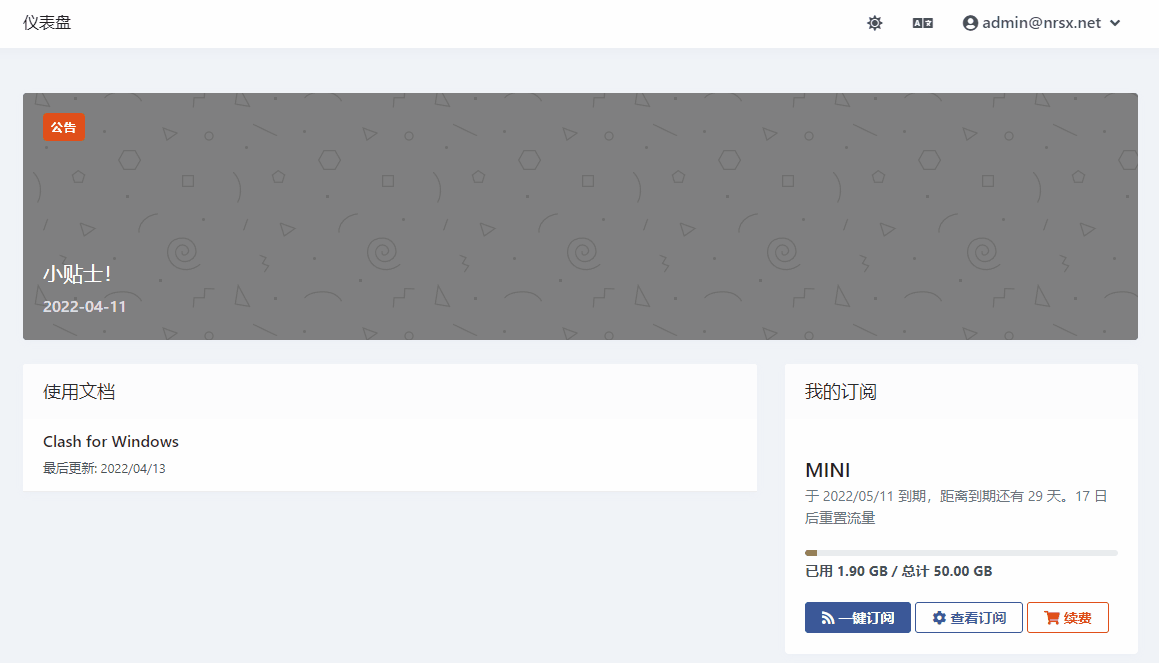 仪表盘
admin@nrsx.net
公告
小贴士！
2022-04-11
使用文档
Clash for Windows
最后更新: 2022/04/13
我的订阅
MINI
于 2022/05/11 到期，距离到期还有 29 天。17 日
后重置流量
已用 1.90 GB / 总计 50.00 GB
一键订阅
查看订阅
续费